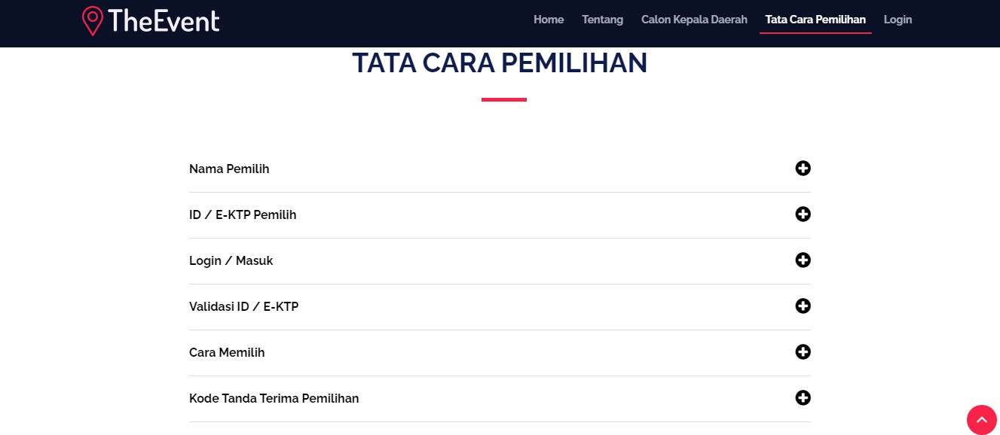 TheEvent
Home Tentang Calon Kepala Daerah Tata Cara Pemilihan Login
TATA CARA PEMILIHAN
Nama Pemilih
ID / E-KTP Pemilih
Login / Masuk
Validasi ID / E-KTP
Cara Memilih
Kode Tanda Terima Pemilihan